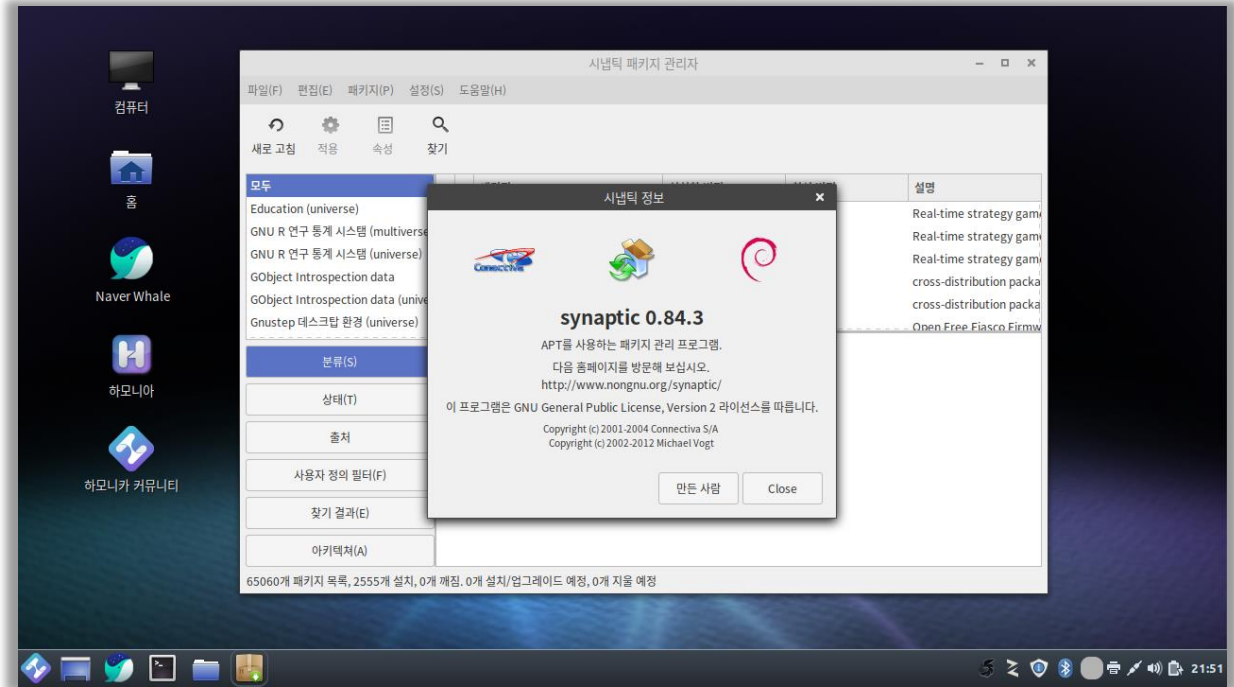 컴퓨터
홈
Naver Whale
하모니아
하모니카 커뮤니티
시냅틱 패키지 관리자
파일(F) 편집(E) 패키지(P) 설정(S) 도움말(H)
새로 고침 적용 속성 찾기
모두
Education (universe)
GNU R 연구 통계 시스탬 (multiverse
GNU R 연구 통계 시스탬 (universe)
GObject Introspection data
GObject Introspection data (unive
Gnustep 데스크탑 환경 (universe)
분류(S)
상태(T)
출처
사용자 정의 필터(F)
찾기 결과(E)
아키텍쳐(A)
설명
Real-time strategy game
Real-time strategy game
Real-time strategy game
cross-distribution packa
cross-distribution packa
Open Free Fiasco Firmw
시냅틱 정보
Conectiva
synaptic 0.84.3
APT를 사용하는 패키지 관리 프로그램.
다음 홈페이지를 방문해 보십시오.
http://www.nongnu.org/synaptic/
이 프로그램은 GNU General Public License, Version 2 라이선스를 따릅니다.
Copyright (c) 2001-2004 Connectiva S/A
Copyright (c) 2002-2012 Michael Vogt
만든 사람 Close
65060개 패키지 목록, 2555개 설치, 0개 깨짐. 0개 설치/업그레이드 예정, 0개 지울 예정
21:51